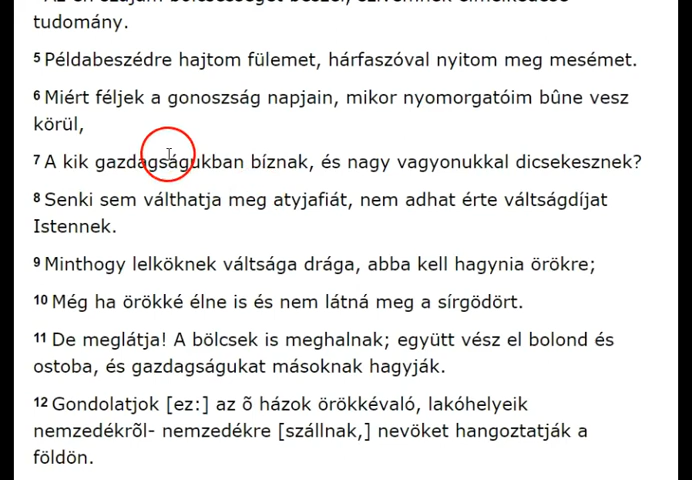 tudomány.
5 Példabeszédre hajtom fülemet, hárfaszóval nyitom meg mesémet.
6 Miért féljek a gonoszság napjain, mikor nyomorgatóim bûne vesz
körül,
7 A kik gazdagságukban bíznak, és nagy vagyonukkal dicsekesznek?
8 Senki sem válthatja meg atyjafiát, nem adhat érte váltságdíjat
Istennek.
9 Minthogy lelköknek váltsága drága, abba kell hagynia örökre;
10 Még ha örökké élne is és nem látná meg a sírgödört.
11 De meglátja! A bölcsek is meghalnak; együtt vész el bolond és
ostoba, és gazdagságukat másoknak hagyják.
12 Gondolatjok [ez:] az õ házok örökkévaló, lakóhelyeik
nemzedékrõl- nemzedékre [szállnak,] nevöket hangoztatják a
földön.